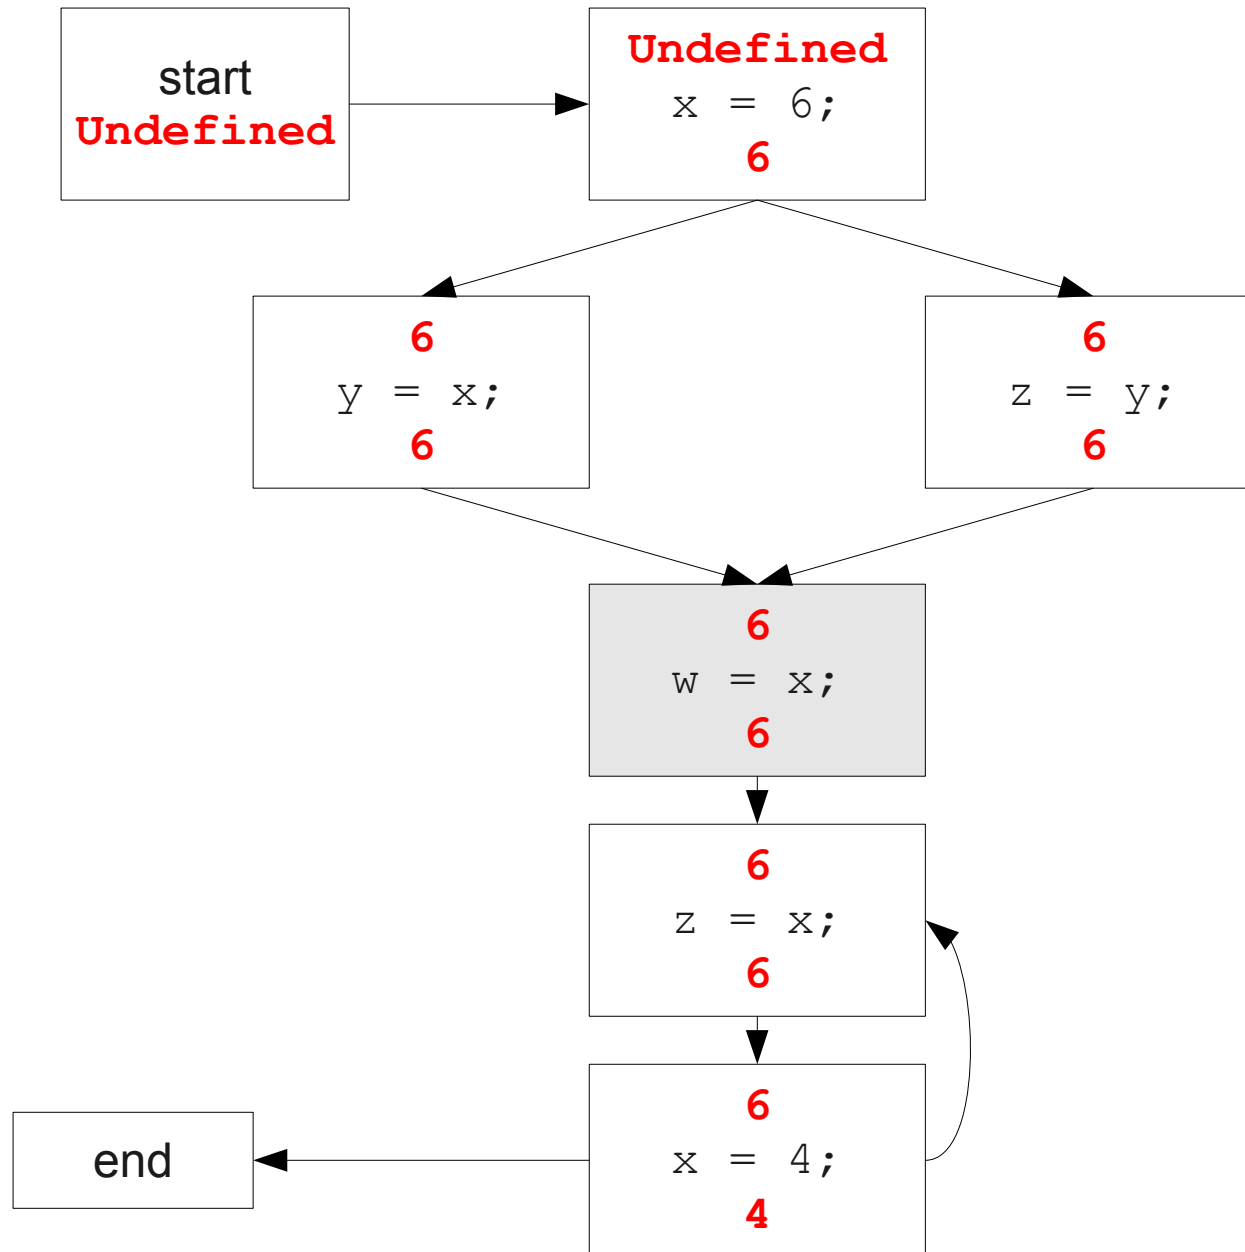 start
Undefined
Undefined
x = 6;
6
6
y = x;
6
6
z = y;
6
6
w = x;
6
6
z = x;
6
6
x = 4;
4
end